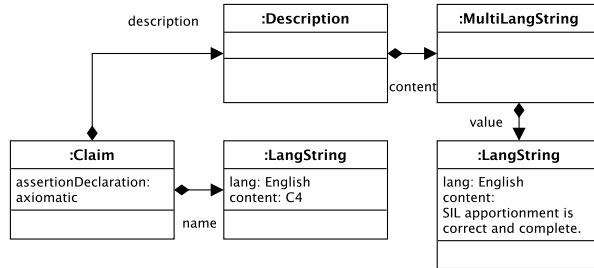 description
:Description
:MultiLangString
content
value
:Claim
assertionDeclaration:
axiomatic
name
:LangString
lang: English
content: C4
:LangString
lang: English
content:
SIL apportionment is
correct and complete.